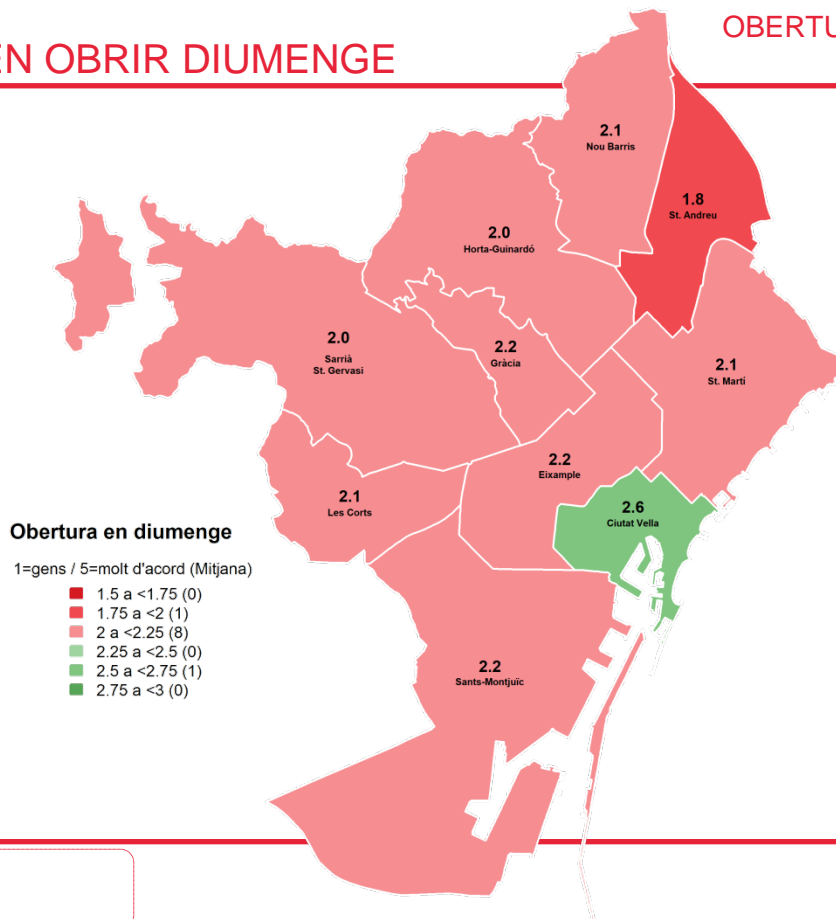 OBERTU
EN OBRIR DIUMENGE
2.1
Nou Barris
1.8
St. Andreu
2.0
Horta-Guinardó
2.0
Sarrià
St. Gervasi
2.2
Gràcia
2.1
St. Martí
2.2
Eixample
2.1
Les Corts
2.6
Ciutat Vella
2.2
Sants-Montjuïc
Obertura en diumenge
1=gens / 5=molt d'acord (Mitjana)
1.5 a <1.75 (0)
1.75 a <2 (1)
2 a <2.25 (8)
2.25 a <2.5 (0)
2.5 a <2.75 (1)
2.75 a <3 (0)